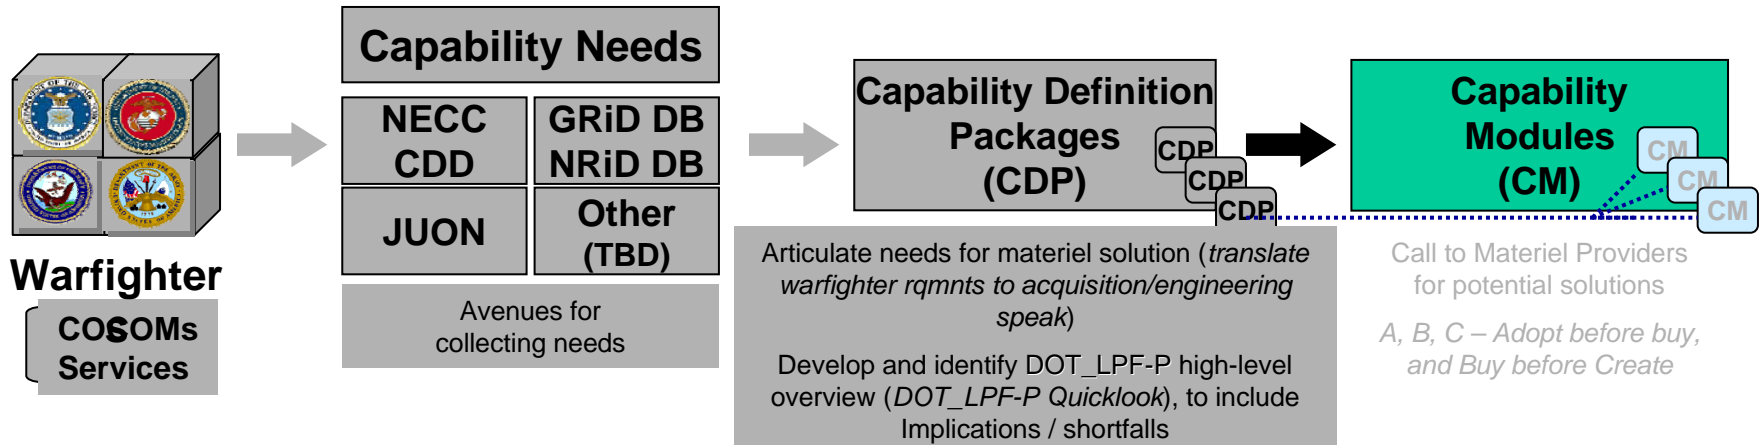 Warfighter
COCOMs
Services
Capability Needs
NECC
CDD
GRiD DB
NRiD DB
JUON
Other
(TBD)
Avenues for
collecting needs
Capability Definition
Packages
(CDP)
CDP
CDP
CDP
Articulate needs for materiel solution (translate
warfighter rqmnts to acquisition/engineering
speak)
Develop and identify DOT_LPF-P high-level
overview (DOT_LPF-P Quicklook), to include
Implications / shortfalls
Capability
Modules
(CM)
CM
CM
CM
Call to Materiel Providers
for potential solutions
A, B, C – Adopt before buy,
and Buy before Create